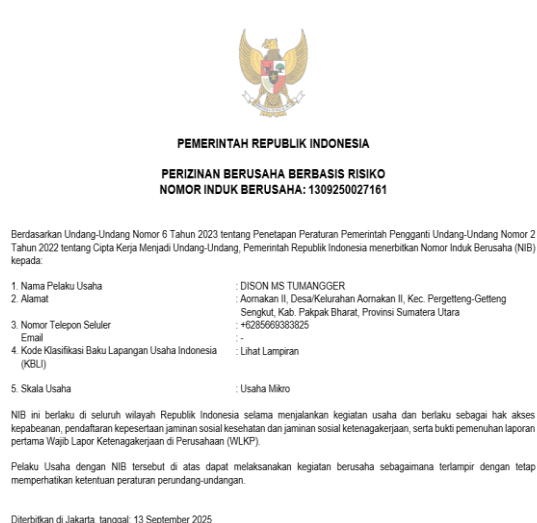 PEMERINTAH REPUBLIK INDONESIA
PERIZINAN BERUSAHA BERBASIS RISIKO
NOMOR INDUK BERUSAHA: 1309250027161
Berdasarkan Undang-Undang Nomor 6 Tahun 2023 tentang Penetapan Peraturan Pemerintah Pengganti Undang-Undang Nomor 2
Tahun 2022 tentang Cipta Kerja Menjadi Undang-Undang, Pemerintah Republik Indonesia menerbitkan Nomor Induk Berusaha (NIB)
kepada:
1. Nama Pelaku Usaha : DISON MS TUMANGGER
2. Alamat : Aornakan II, Desa/Kelurahan Aornakan II, Kec. Pergetteng-Getteng
Sengkut, Kab. Pakpak Bharat, Provinsi Sumatera Utara
3. Nomor Telepon Seluler : +6285669383825
Email : -
4. Kode Klasifikasi Baku Lapangan Usaha Indonesia : Lihat Lampiran
(KBLI)
5. Skala Usaha : Usaha Mikro
NIB ini berlaku di seluruh wilayah Republik Indonesia selama menjalankan kegiatan usaha dan berlaku sebagai hak akses
kepabeanan, pendaftaran kepesertaan jaminan sosial kesehatan dan jaminan sosial ketenagakerjaan, serta bukti pemenuhan laporan
pertama Wajib Lapor Ketenagakerjaan di Perusahaan (WLKP).
Pelaku Usaha dengan NIB tersebut di atas dapat melaksanakan kegiatan berusaha sebagaimana terlampir dengan tetap
memperhatikan ketentuan peraturan perundang-undangan.
Diterbitkan di Jakarta, tanggal: 13 September 2025